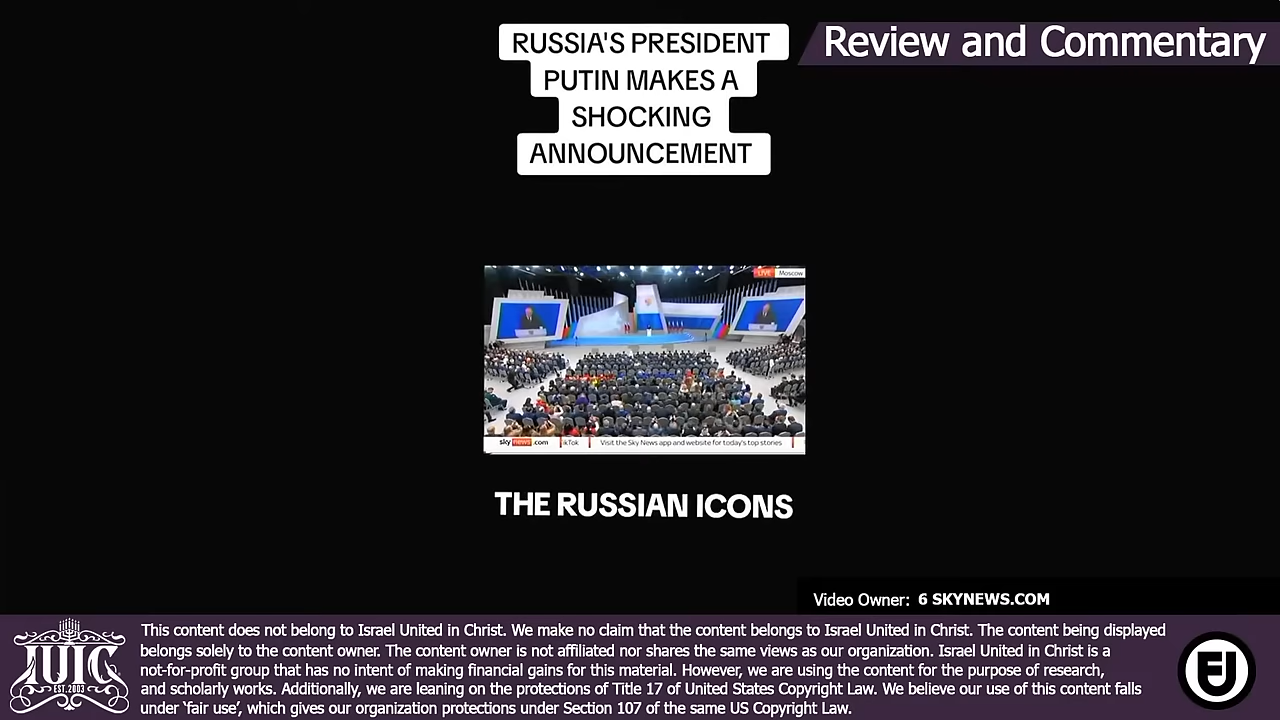 RUSSIA'S PRESIDENT
PUTIN MAKES A
SHOCKING
ANNOUNCEMENT
Review and Commentary
LIVE Moscow
sky news.com ikTok Visit the Sky News app and website for today's top stories
THE RUSSIAN ICONS
Video Owner: 6 SKYNEWS.COM
IUIC
EST. 2003
This content does not belong to Israel United in Christ. We make no claim that the content belongs to Israel United in Christ. The content being displayed
belongs solely to the content owner. The content owner is not affiliated nor shares the same views as our organization. Israel United in Christ is a
not-for-profit group that has no intent of making financial gains for this material. However, we are using the content for the purpose of research,
and scholarly works. Additionally, we are leaning on the protections of Title 17 of United States Copyright Law. We believe our use of this content falls
under 'fair use', which gives our organization protections under Section 107 of the same US Copyright Law.